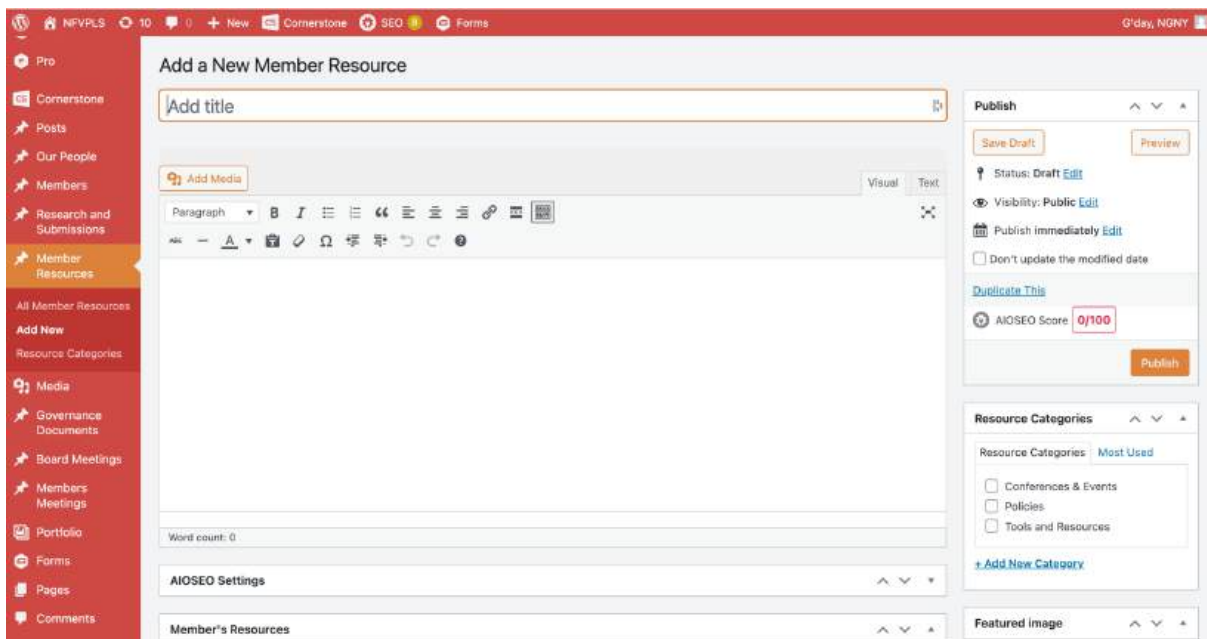 NFVPLS 10 0 + New Cornerstone SEO Forms G'day, NGNY
Pro
Cornerstone
Posts
Our People
Members
Research and
Submissions
Member
Resources
All Member Resources
Add New
Resource Categories
Media
Governance
Documents
Board Meetings
Members
Meetings
Portfolio
Forms
Pages
Comments
Add a New Member Resource
Add title
Add Media
Visual Text
Paragraph B I
ABC A Ω
Word count: 0
AIOSEO Settings
Member"s Resources
Publish
Save Draft Preview
Status: Draft Edit
Visibility: Public Edit
Publish immediately Edit
Don't update the modified date
Duplicate This
AIOSEO Score 0/100
Publish
Resource Categories
Resource Categories Most Used
Conferences & Events
Policies
Tools and Resources
+ Add New Category
Featured image